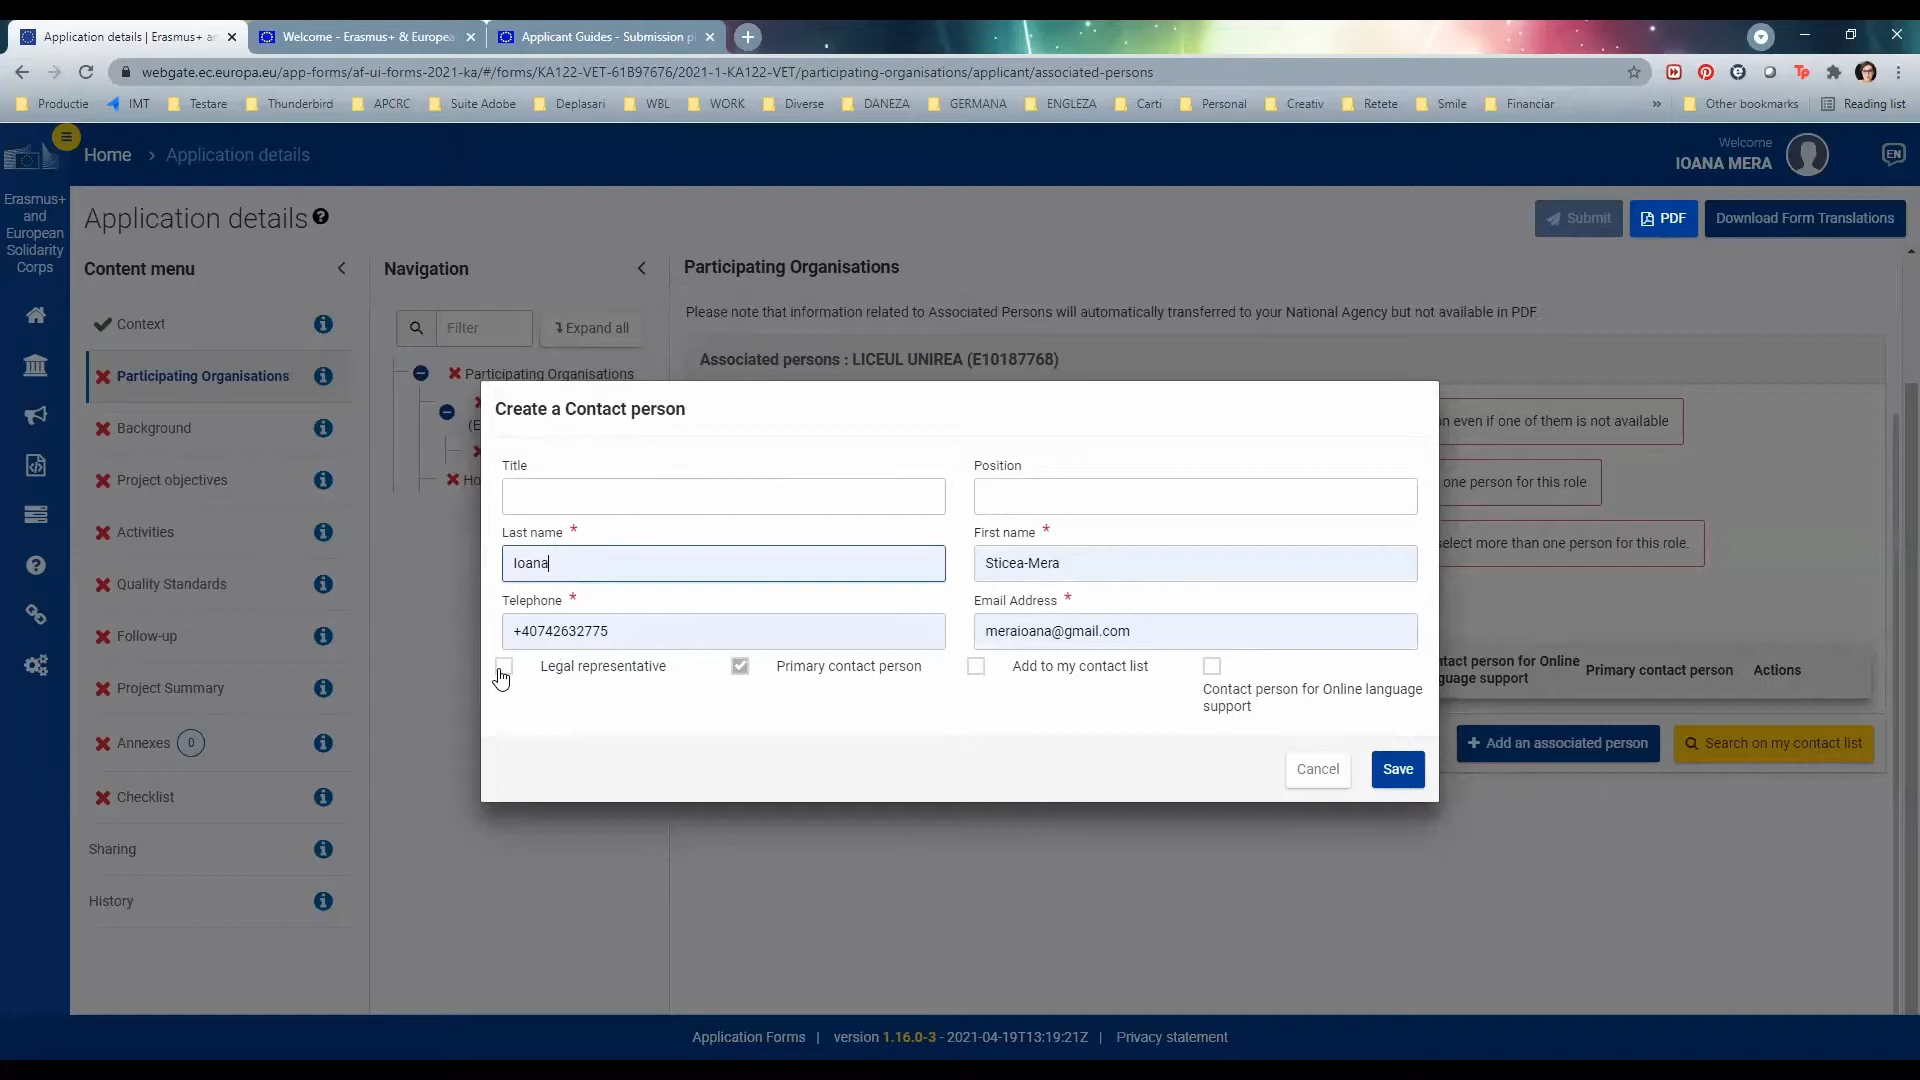 Application details | Erasmus+ an
Welcome - Erasmus+ & Europea
Applicant Guides - Submission p
webgate.ec.europa.eu/app-forms/af-ui-forms-2021-ka/#/forms/KA122-VET-61B97676/2021-1-KA122-VET/participating-organisations/applicant/associated-persons
Productie IMT Testare Thunderbird APCRC Suite Adobe Deplasari WBL WORK Diverse DANEZA GERMANA ENGLEZA Carti Personal Creativ Retete Smile Financiar » Other bookmarks Reading list
Home > Application details
Welcome
IOANA MERA
EN
Erasmus+
and
European
Solidarity
Corps
Application details
Submit PDF Download Form Translations
Content menu
Context
Participating Organisations
Background
Project objectives
Activities
Quality Standards
Follow-up
Project Summary
Annexes 0
Checklist
Sharing
History
Navigation
Filter
Expand all
Participating Organisations
(E
Ho
Participating Organisations
Please note that information related to Associated Persons will automatically transferred to your National Agency but not available in PDF.
Associated persons : LICEUL UNIREA (E10187768)
n even if one of them is not available
one person for this role
select more than one person for this role.
tact person for Online
guage support
Primary contact person
Actions
+ Add an associated person
Search on my contact list
Create a Contact person
Title
Position
Last name *
First name *
Ioana
Sticea-Mera
Telephone *
Email Address *
+40742632775
meraioana@gmail.com
Legal representative
Primary contact person
Add to my contact list
Contact person for Online language
support
Cancel
Save
Application Forms | version 1.16.0-3 - 2021-04-19T13:19:21Z | Privacy statement